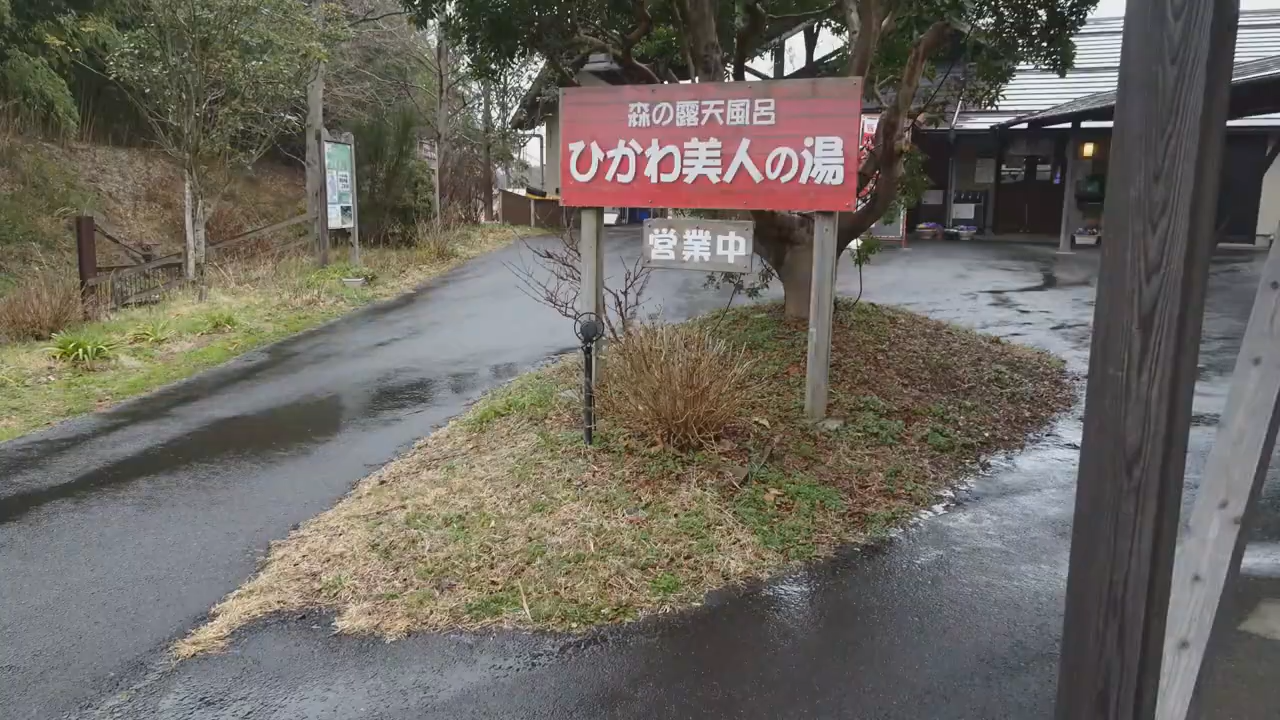 森の露天風呂
ひかわ美人の湯
営業中